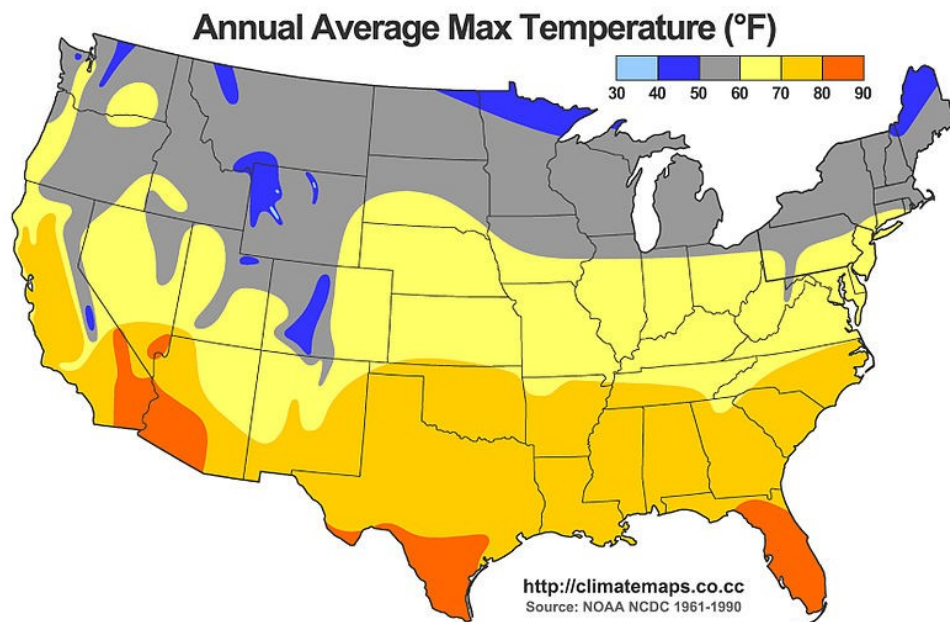 Annual Average Max Temperature (°F)
30 40 50 60 70 80 90
http://climatemaps.co.cc
Source: NOAA NCDC 1961-1990